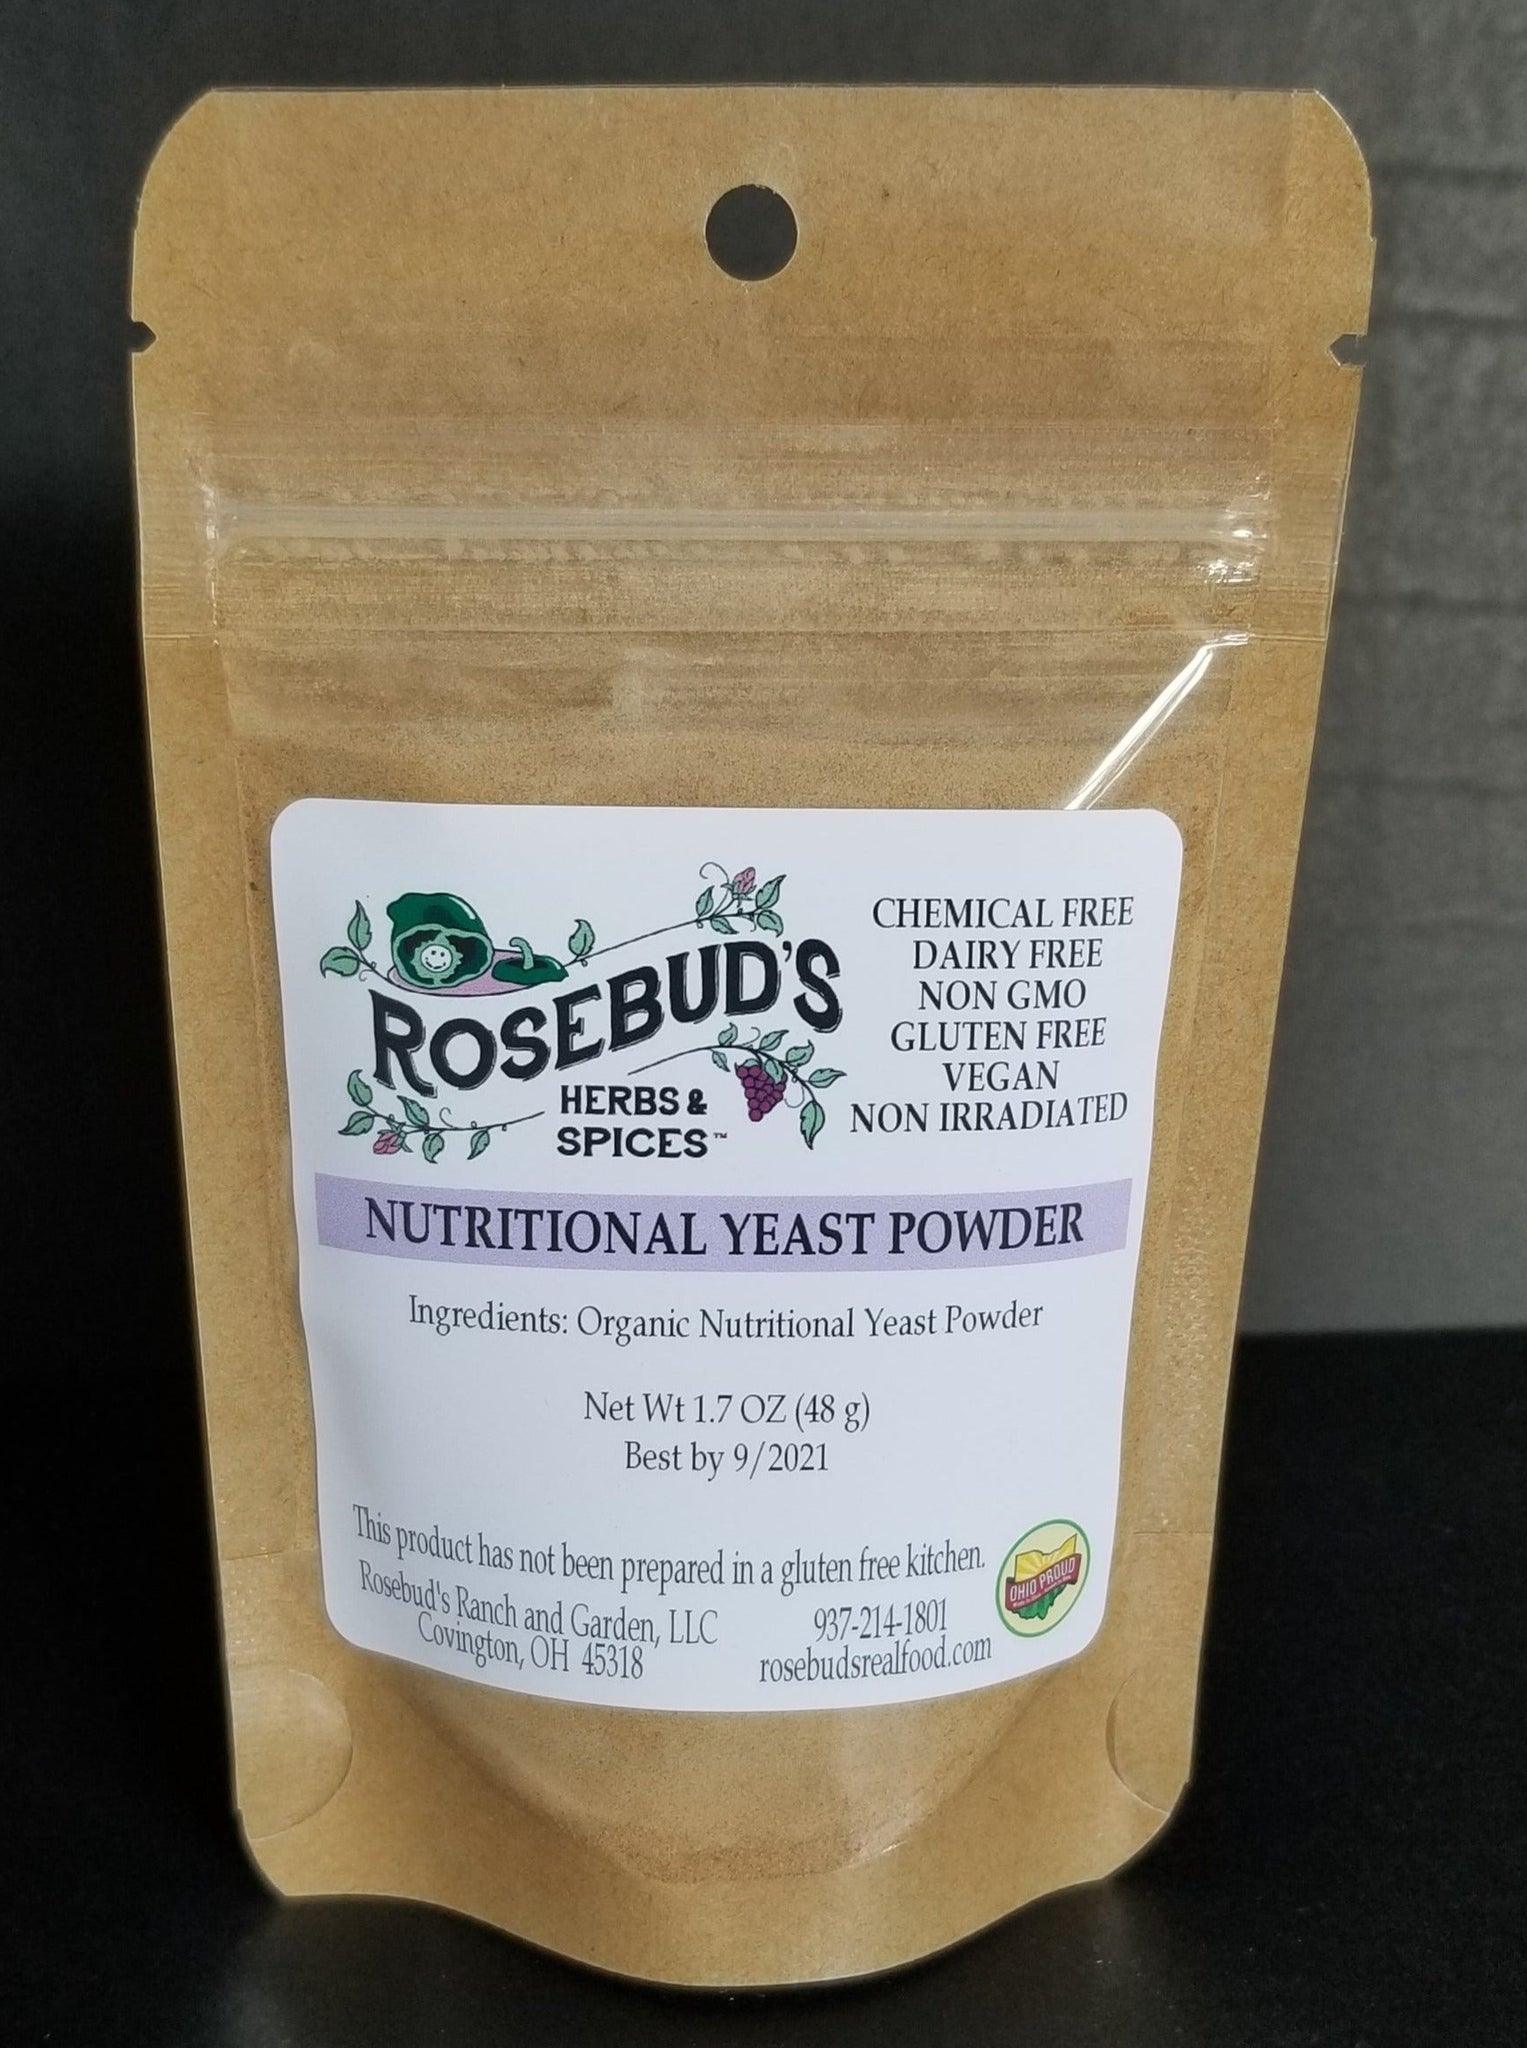 ROSEBUD'S
HERBS &
SPICES™
CHEMICAL FREE
DAIRY FREE
NON GMO
GLUTEN FREE
VEGAN
NON IRRADIATED
NUTRITIONAL YEAST POWDER
Ingredients: Organic Nutritional Yeast Powder
Net Wt 1.7 OZ (48 g)
Best by 9/2021
This product has not been prepared in a gluten free kitchen.
Rosebud's Ranch and Garden, LLC
Covington, OH 45318
937-214-1801
rosebudsrealfood.com
OHIO PROUD